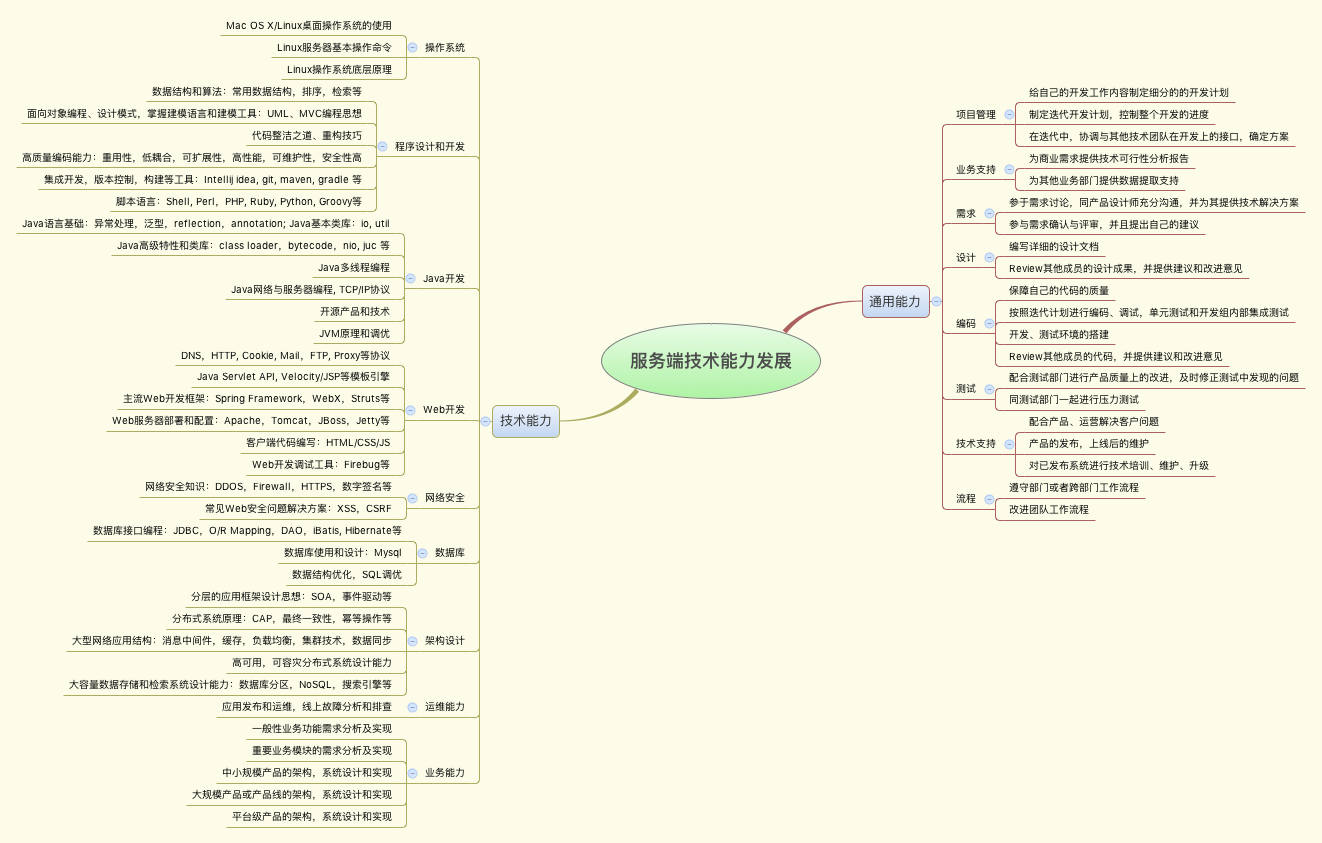 服务端技术能力发展
技术能力
操作系统
Mac OS X/Linux桌面操作系统的使用
Linux服务器基本操作命令
Linux操作系统底层原理
程序设计和开发
数据结构和算法：常用数据结构，排序，检索等
面向对象编程、设计模式，掌握建模语言和建模工具：UML、MVC编程思想
代码整洁之道、重构技巧
高质量编码能力：重用性，低耦合，可扩展性，高性能，可维护性，安全性高
集成开发，版本控制，构建等工具：Intellij idea, git, maven, gradle 等
脚本语言：Shell, Perl，PHP, Ruby, Python, Groovy等
Java开发
Java语言基础：异常处理，泛型，reflection，annotation; Java基本类库：io, util
Java高级特性和类库：class loader，bytecode，nio, juc 等
Java多线程编程
Java网络与服务器编程, TCP/IP协议
开源产品和技术
JVM原理和调优
Web开发
DNS，HTTP, Cookie, Mail，FTP, Proxy等协议
Java Servlet API, Velocity/JSP等模板引擎
主流Web开发框架：Spring Framework，WebX，Struts等
Web服务器部署和配置：Apache，Tomcat，JBoss，Jetty等
客户端代码编写：HTML/CSS/JS
Web开发调试工具：Firebug等
网络安全
网络安全知识：DDOS，Firewall，HTTPS，数字签名等
常见Web安全问题解决方案：XSS，CSRF
数据库
数据库接口编程：JDBC，O/R Mapping，DAO，iBatis, Hibernate等
数据库使用和设计：Mysql
数据结构优化，SQL调优
架构设计
分层的应用框架设计思想：SOA，事件驱动等
分布式系统原理：CAP，最终一致性，幂等操作等
大型网络应用结构：消息中间件，缓存，负载均衡，集群技术，数据同步
高可用，可容灾分布式系统设计能力
大容量数据存储和检索系统设计能力：数据库分区，NoSQL，搜索引擎等
运维能力
应用发布和运维，线上故障分析和排查
业务能力
一般性业务功能需求分析及实现
重要业务模块的需求分析及实现
中小规模产品的架构，系统设计和实现
大规模产品或产品线的架构，系统设计和实现
平台级产品的架构，系统设计和实现
通用能力
项目管理
给自己的开发工作内容制定细分的的开发计划
制定迭代开发计划，控制整个开发的进度
在迭代中，协调与其他技术团队在开发上的接口，确定方案
业务支持
为商业需求提供技术可行性分析报告
为其他业务部门提供数据提取支持
需求
参于需求讨论，同产品设计师充分沟通，并为其提供技术解决方案
参与需求确认与评审，并且提出自己的建议
设计
编写详细的设计文档
Review其他成员的设计成果，并提供建议和改进意见
编码
保障自己的代码的质量
按照迭代计划进行编码、调试，单元测试和开发组内部集成测试
开发、测试环境的搭建
Review其他成员的代码，并提供建议和改进意见
测试
配合测试部门进行产品质量上的改进，及时修正测试中发现的问题
同测试部门一起进行压力测试
技术支持
配合产品、运营解决客户问题
产品的发布，上线后的维护
对已发布系统进行技术培训、维护、升级
流程
遵守部门或者跨部门工作流程
改进团队工作流程